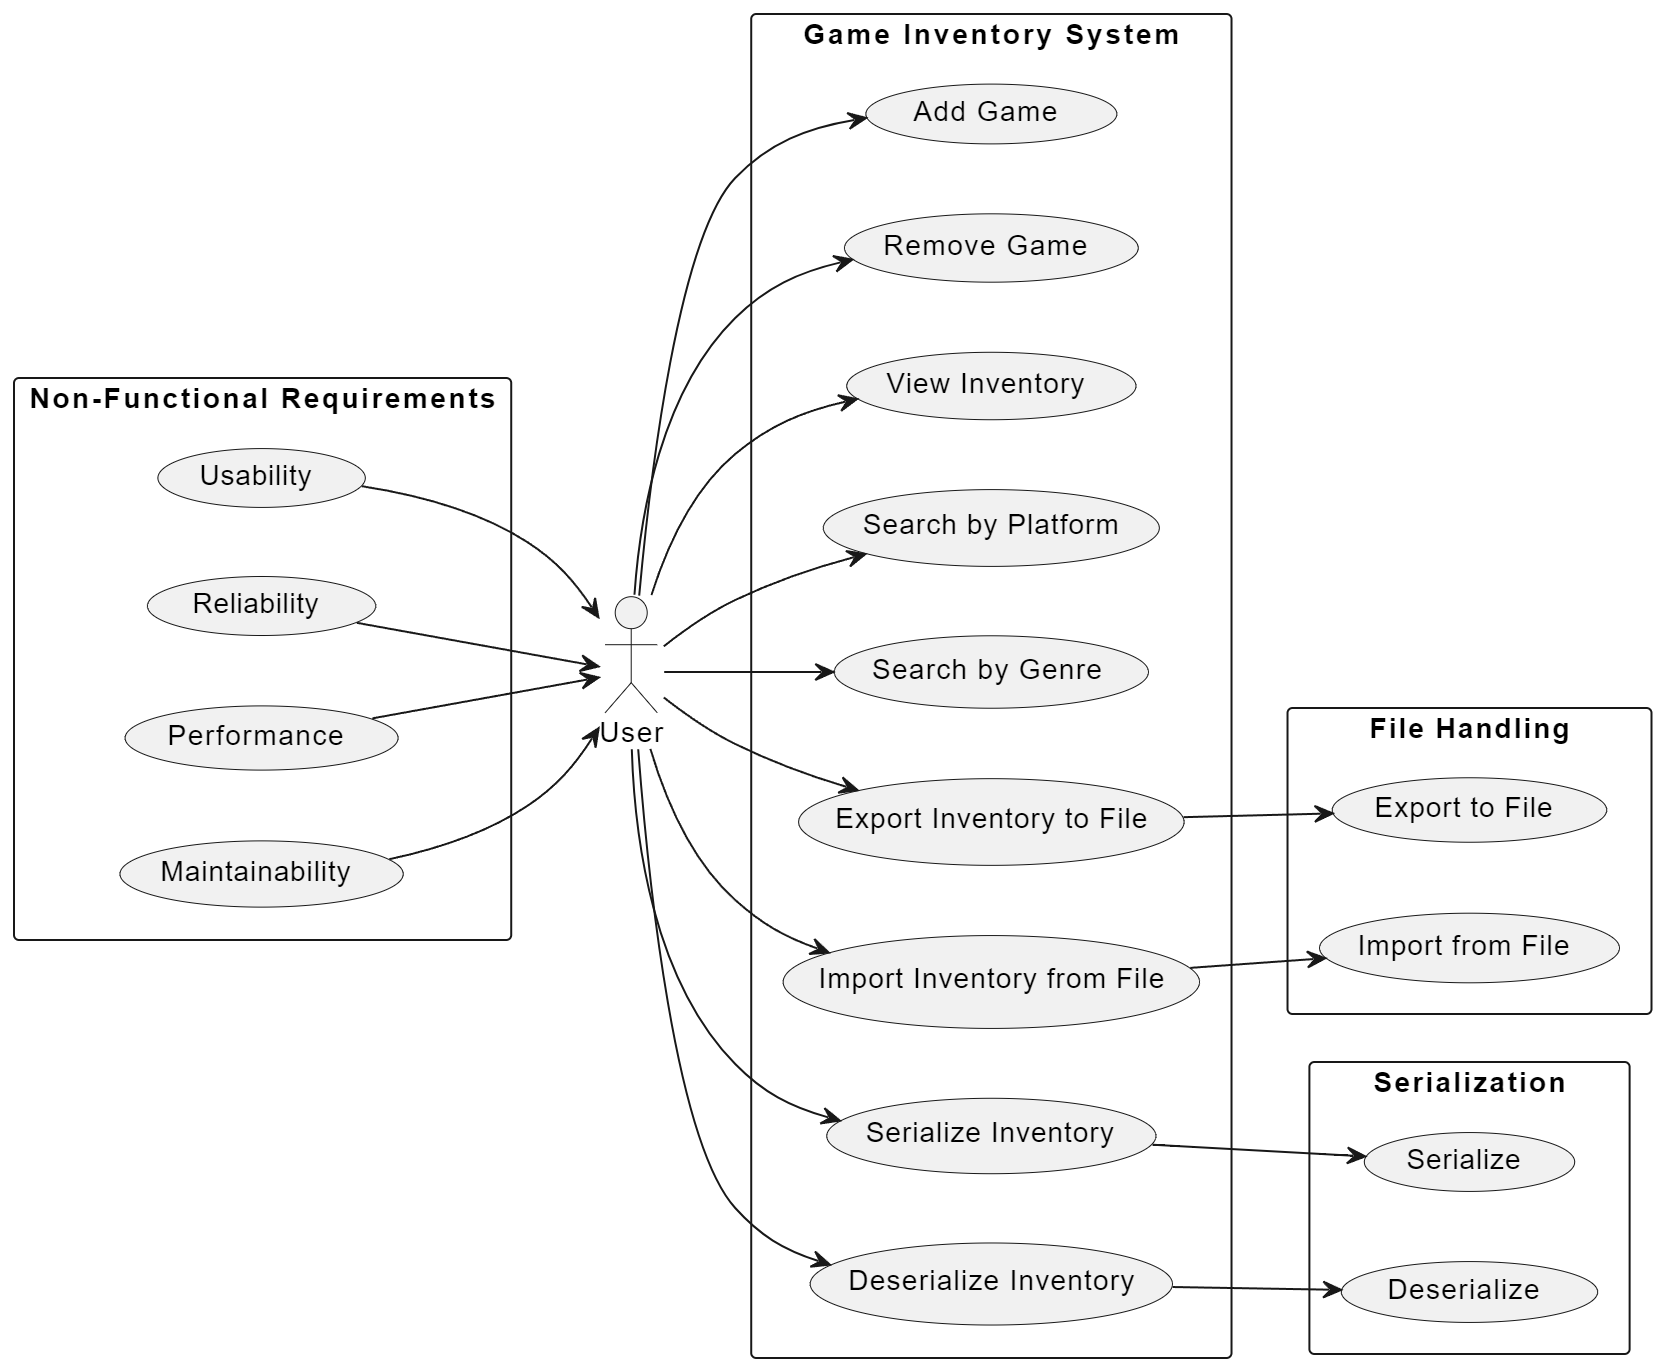 Non-Functional Requirements
Usability
Reliability
Performance
Maintainability
User
Game Inventory System
Add Game
Remove Game
View Inventory
Search by Platform
Search by Genre
Export Inventory to File
Import Inventory from File
Serialize Inventory
Deserialize Inventory
File Handling
Export to File
Import from File
Serialization
Serialize
Deserialize